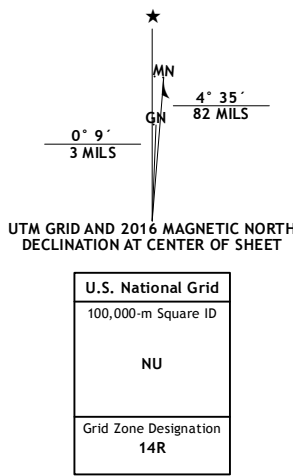 MN
GN
0° 9´
3 MILS
4° 35´
82 MILS
UTM GRID AND 2016 MAGNETIC NORTH
DECLINATION AT CENTER OF SHEET
U.S. National Grid
100,000-m Square ID
NU
Grid Zone Designation
14R